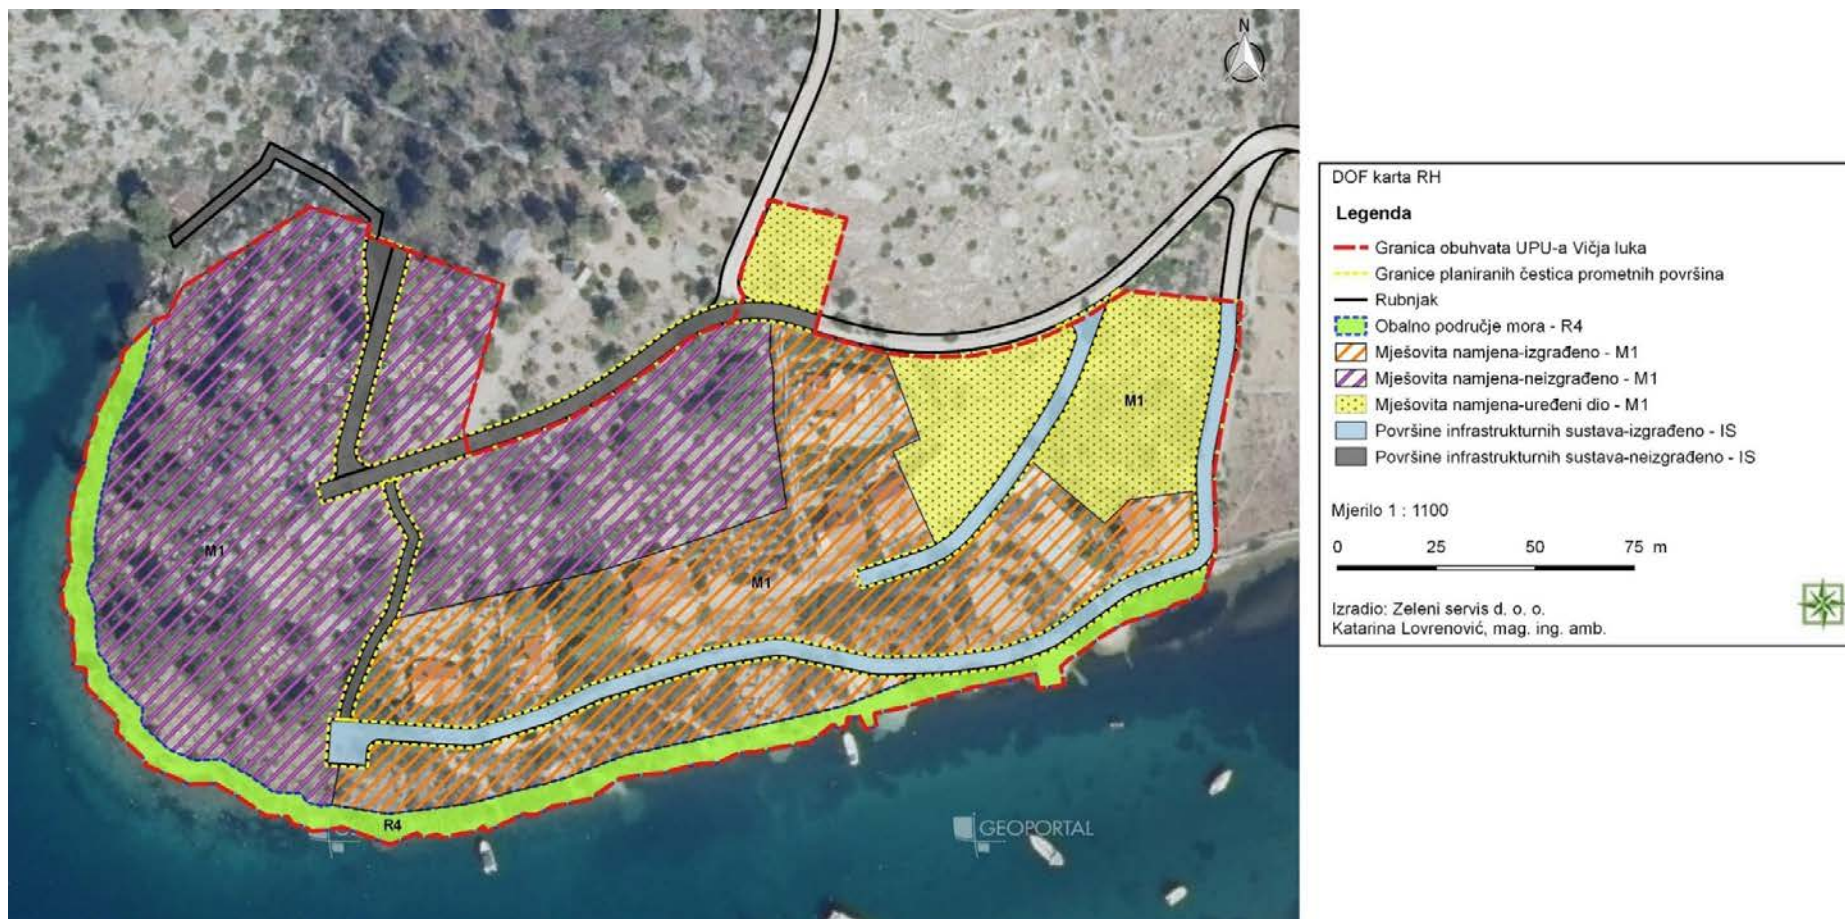 N
M1
M1
M1
R4
GEOPORTAL
DOF karta RH
Legenda
Granica obuhvata UPU-a Vičja luka
Granice planiranih čestica prometnih površina
Rubnjak
Obalno područje mora - R4
Mješovita namjena-izgrađeno - M1
Mješovita namjena-neizgrađeno - M1
Mješovita namjena-uređeni dio - M1
Površine infrastrukturnih sustava-izgrađeno - IS
Površine infrastrukturnih sustava-neizgrađeno - IS
Mjerilo 1 : 1100
0 25 50 75 m
Izradio: Zeleni servis d. o. o.
Katarina Lovrenović, mag. ing. amb.